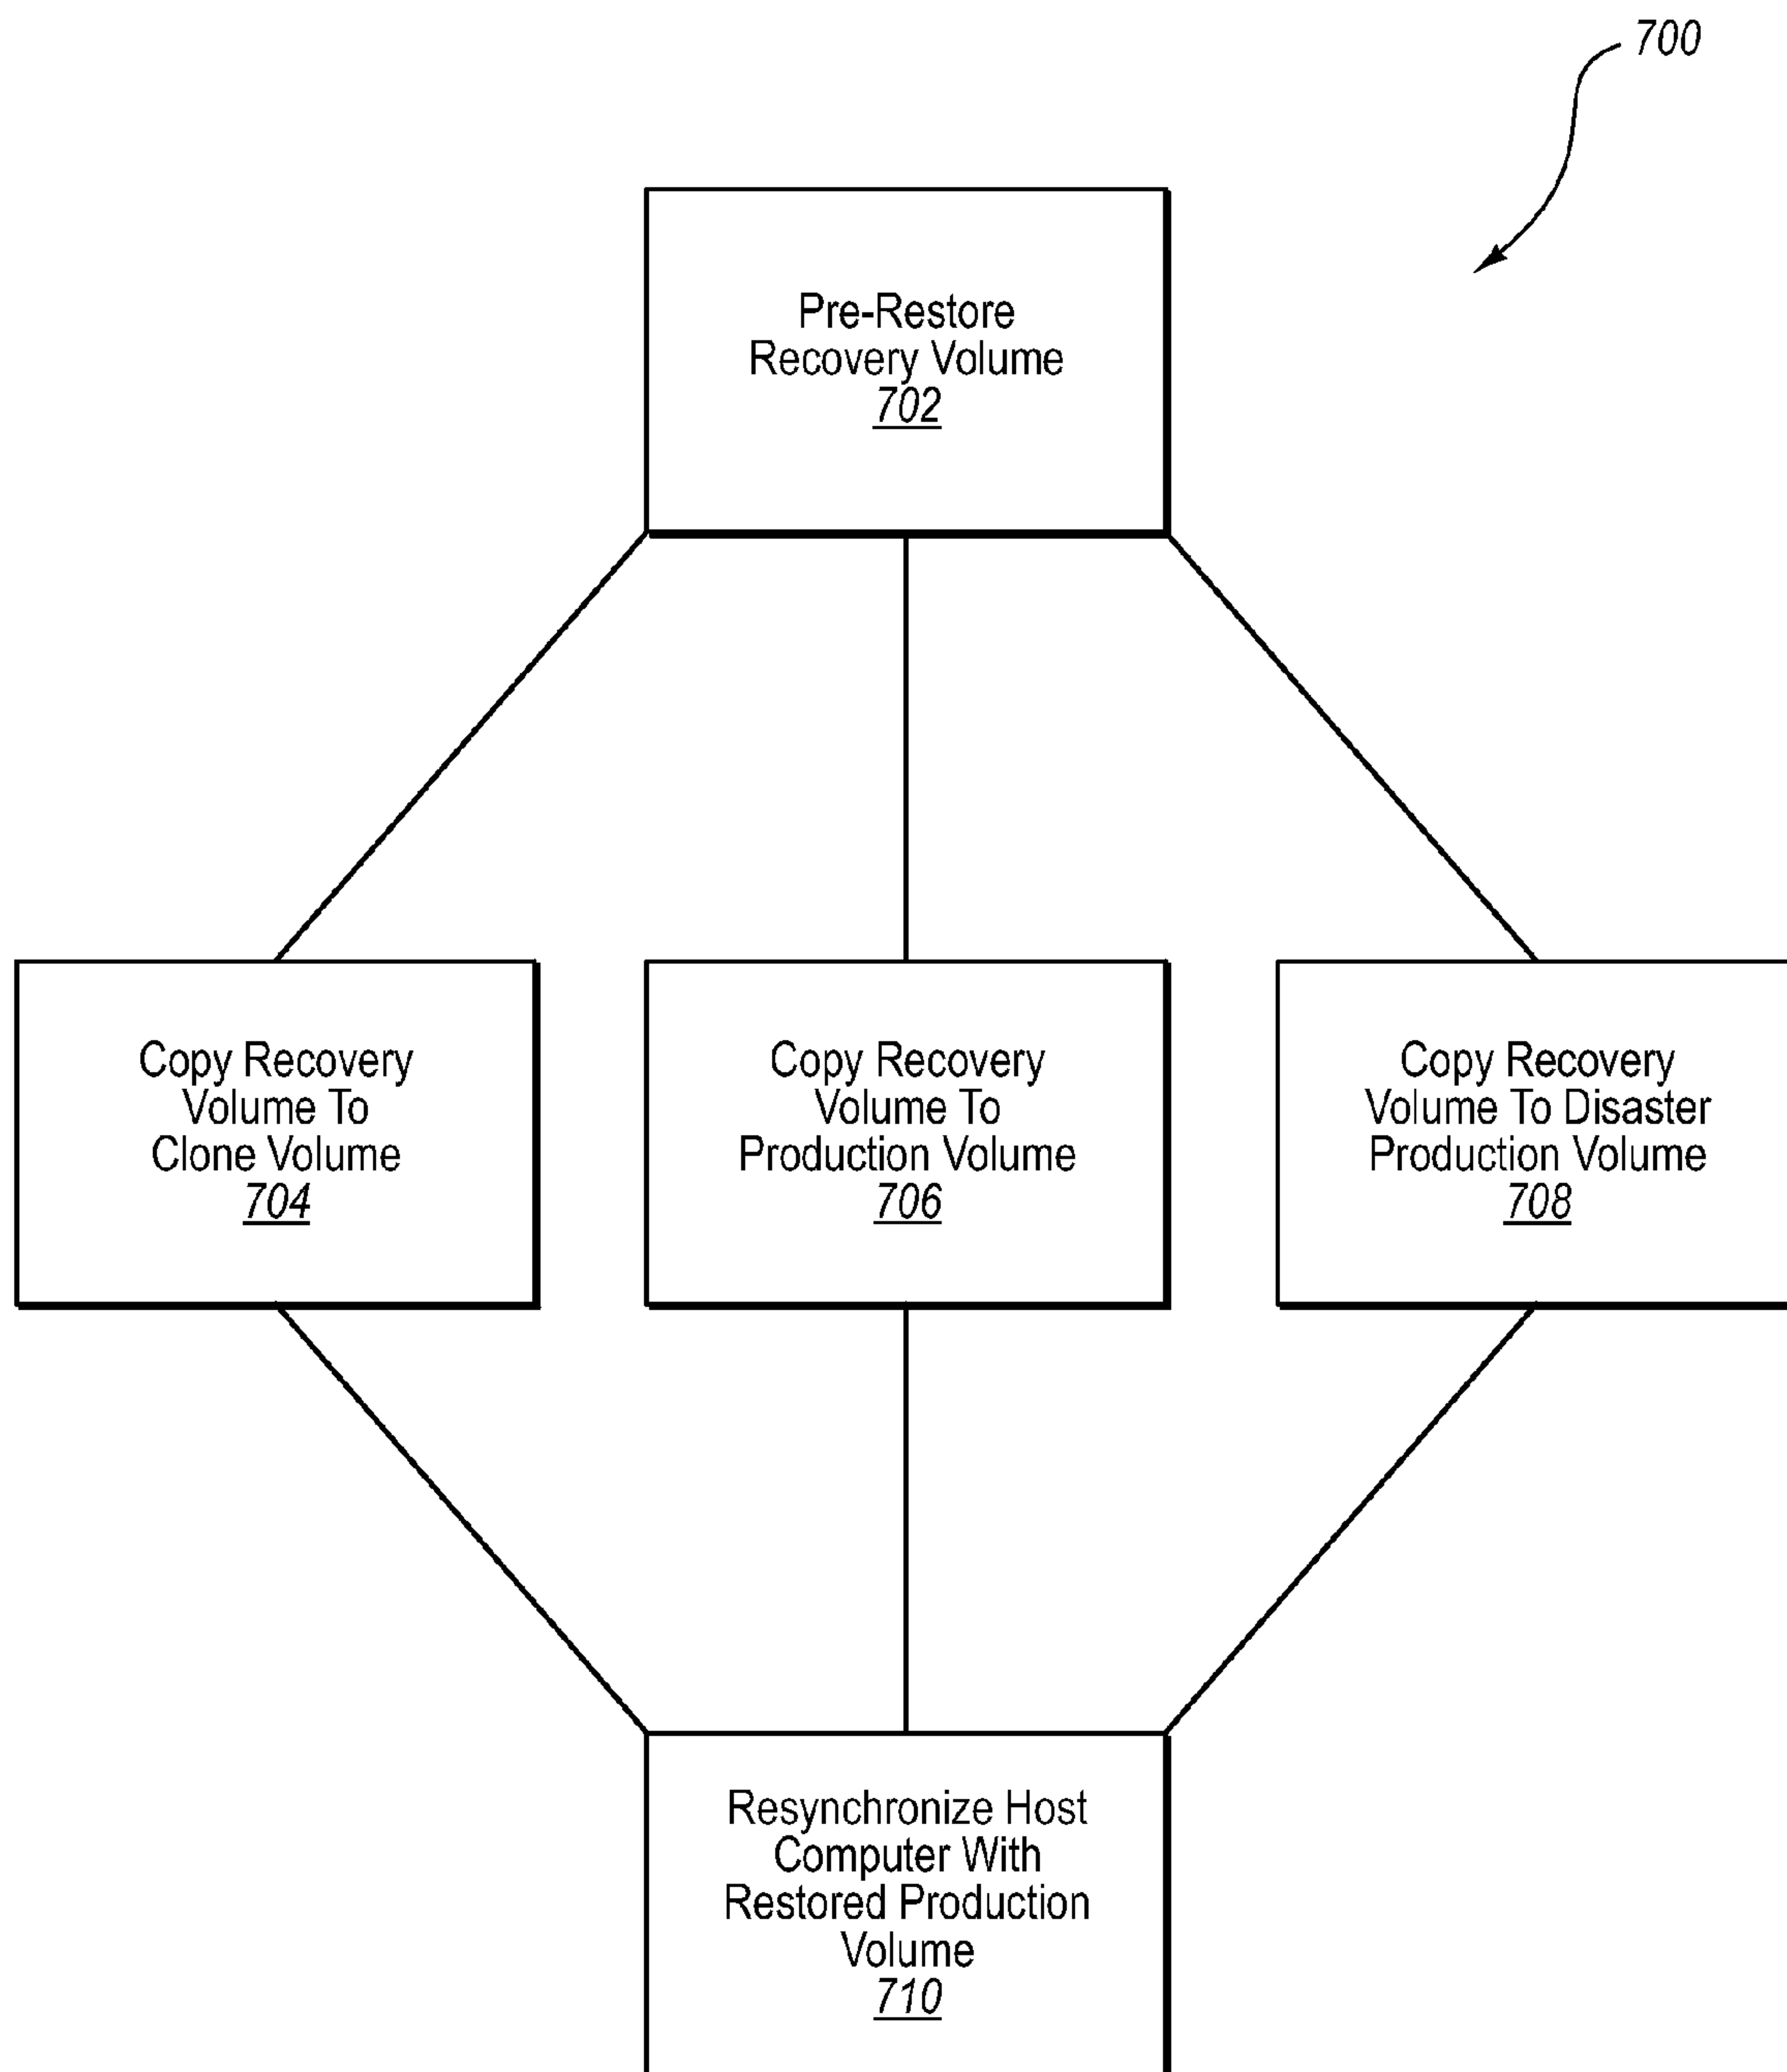 700
Pre-Restore
Recovery Volume
702
Copy Recovery
Volume To
Clone Volume
704
Copy Recovery
Volume To
Production Volume
706
Copy Recovery
Volume To Disaster
Production Volume
708
Resynchronize Host
Computer With
Restored Production
Volume
710